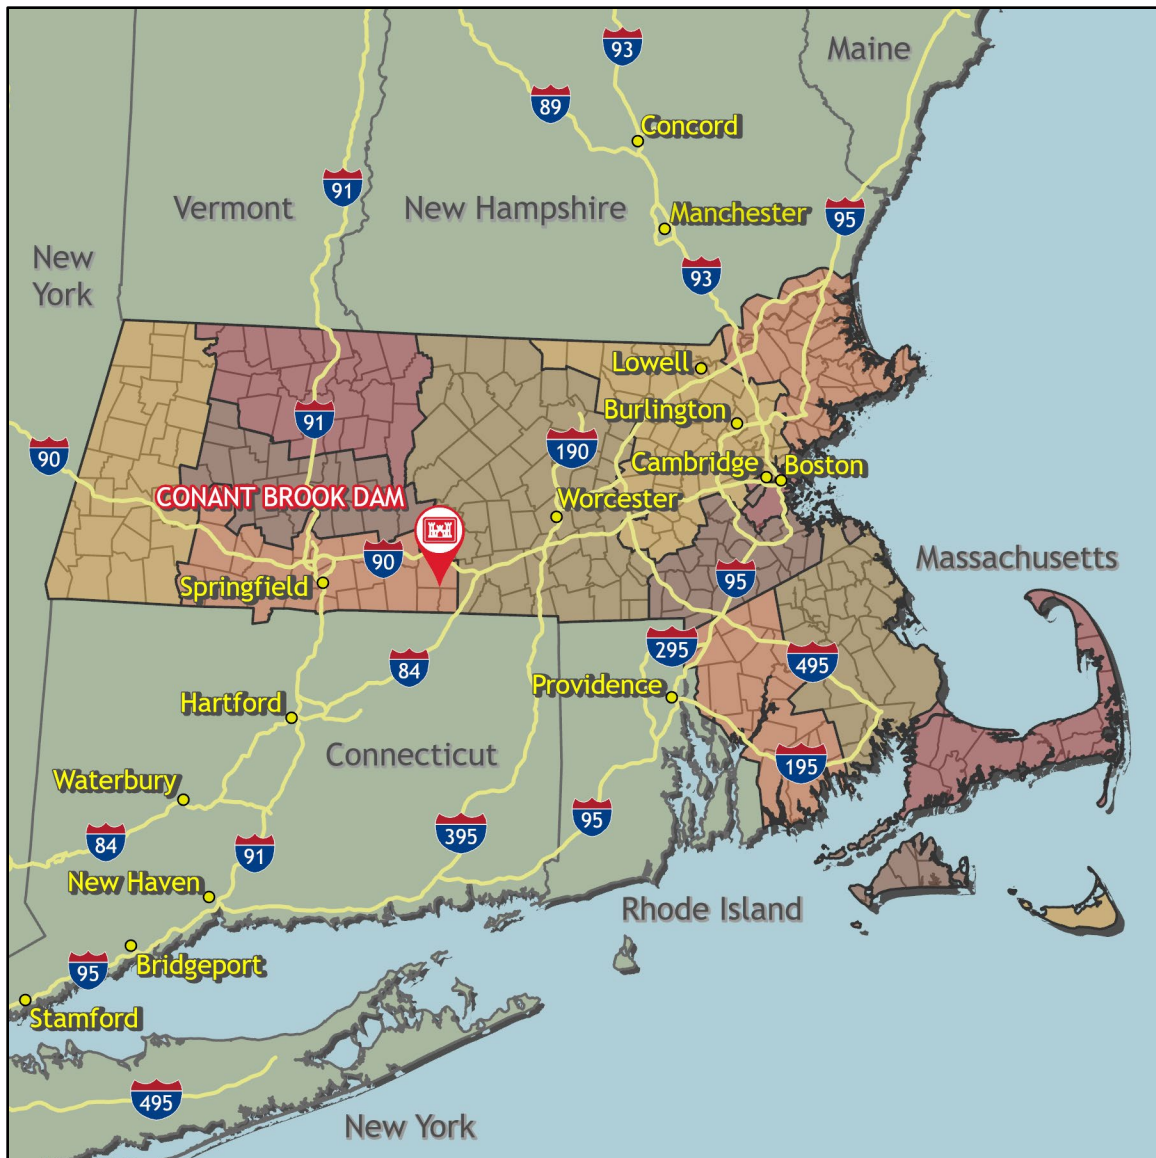 93
Maine
89
Concord
91
Vermont
New Hampshire
Manchester
95
New
York
93
Lowell
91
Burlington
90
190
Cambridge
Boston
CONANT BROOK DAM
Worcester
90
Massachusetts
Springfield
95
295
495
84
Providence
Hartford
Connecticut
195
Waterbury
84
91
395
95
New Haven
Rhode Island
95
Bridgeport
Stamford
495
New York